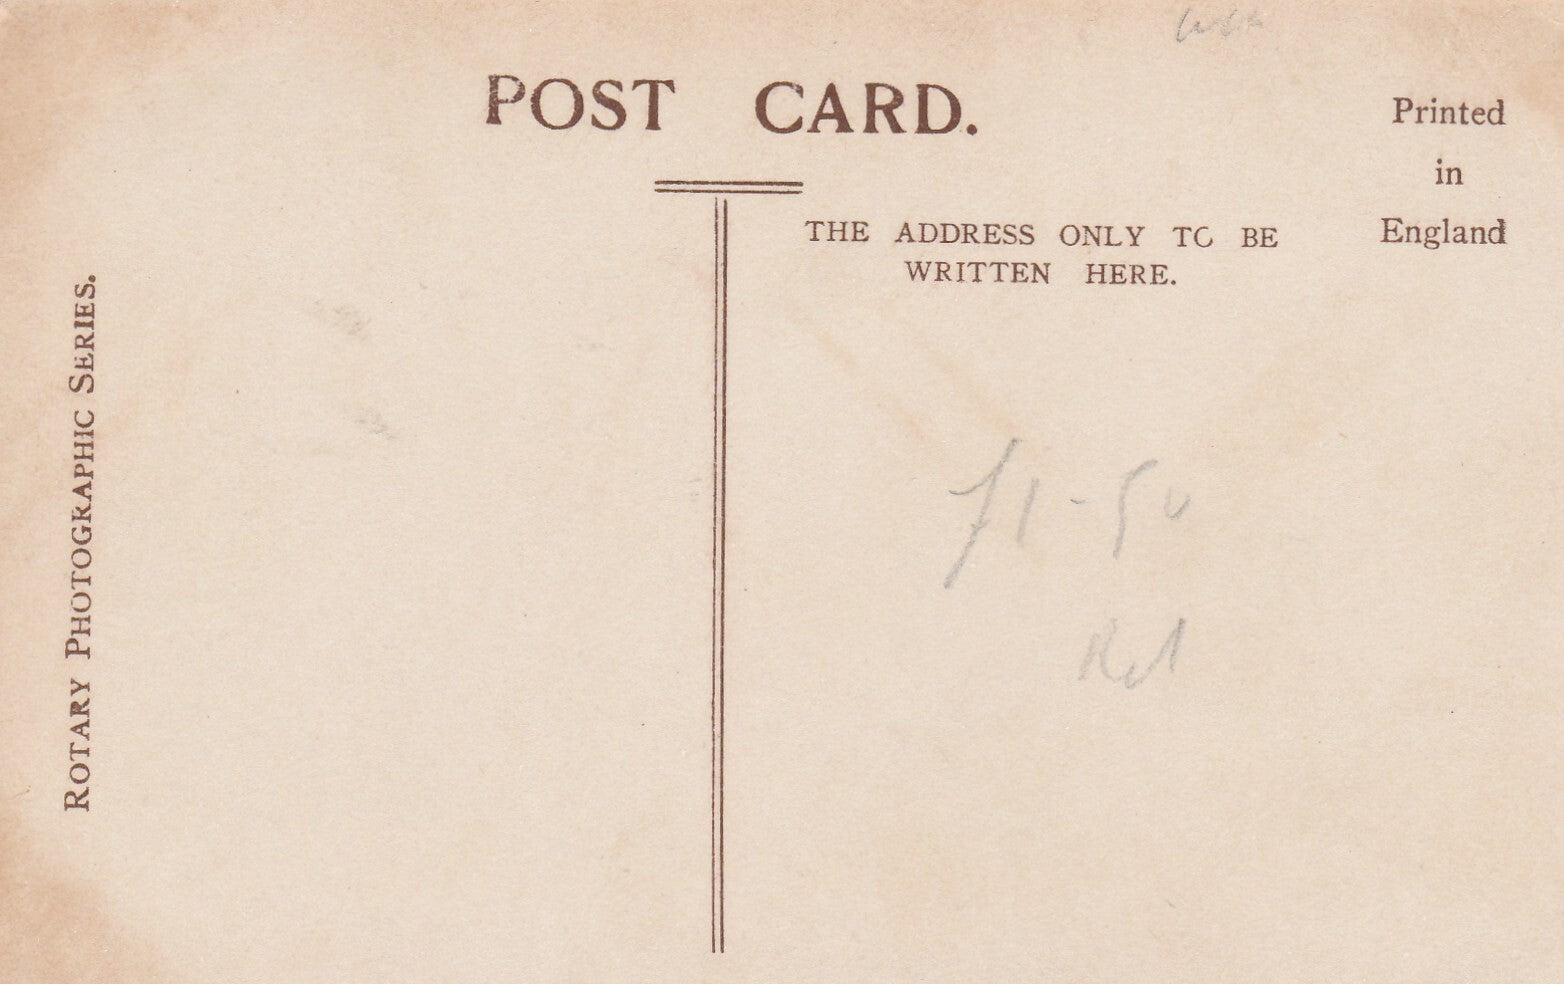 POST CARD.
Printed
in
England
THE ADDRESS ONLY TO BE
WRITTEN HERE.
ROTARY PHOTOGRAPHIC SERIES.